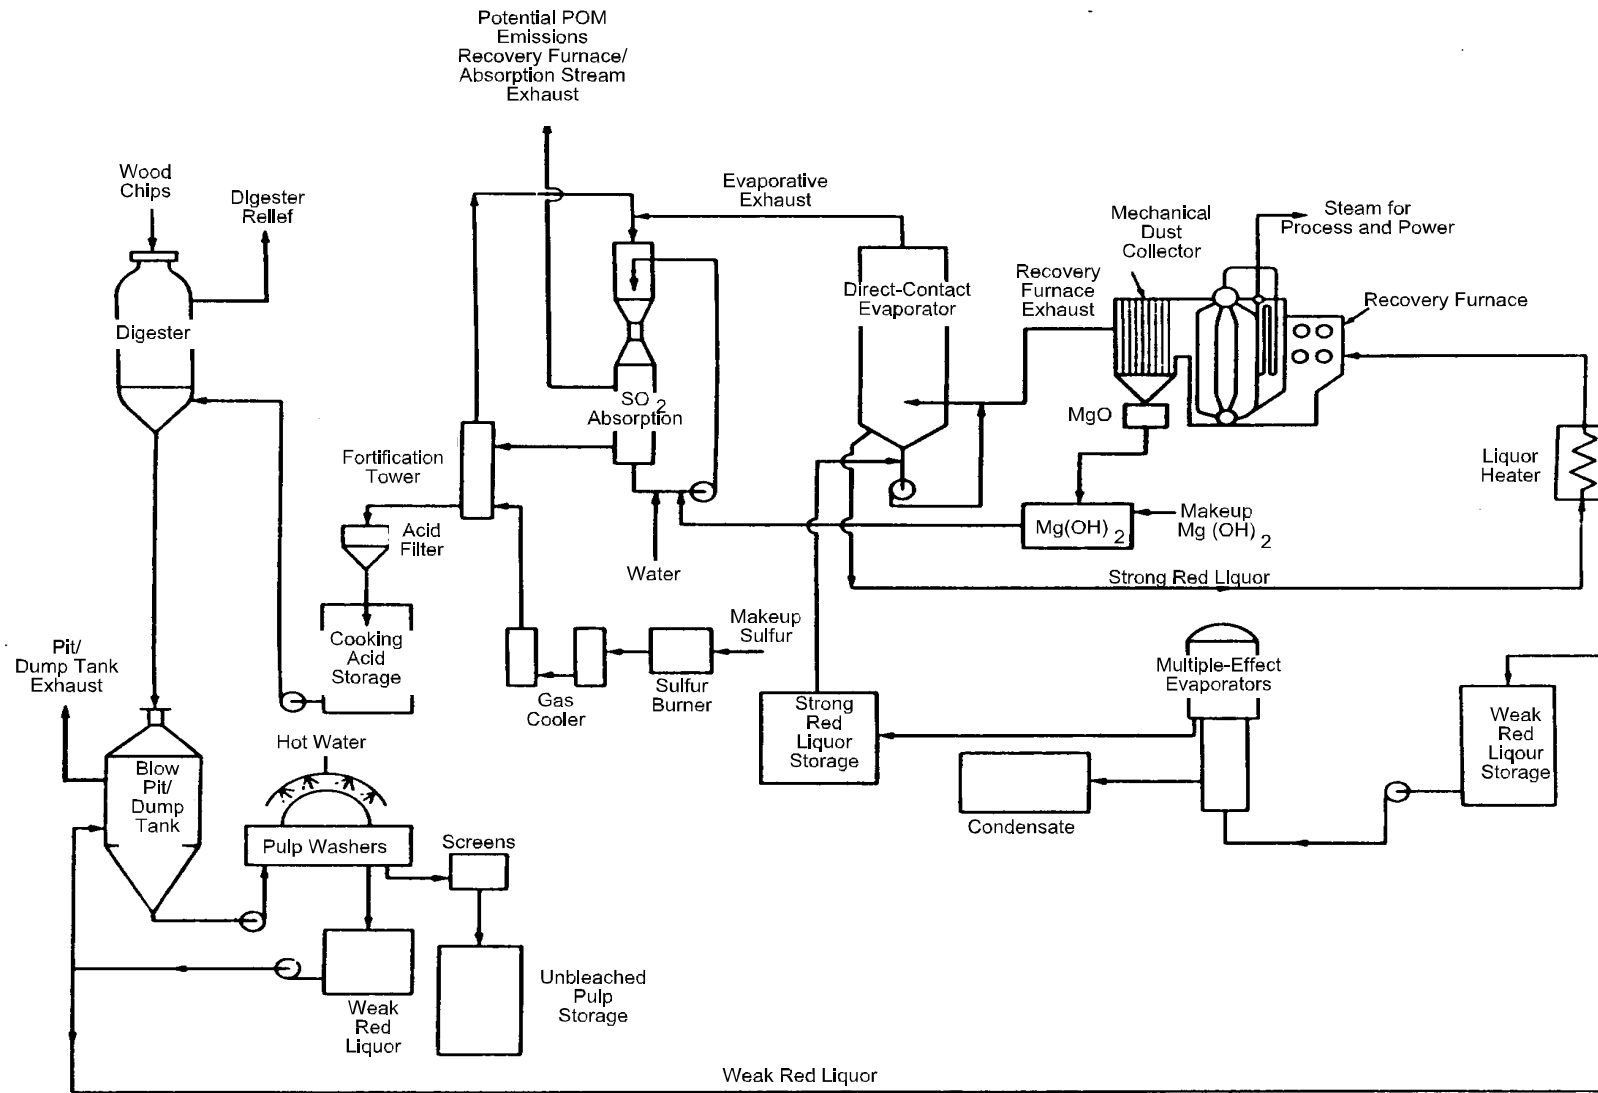 Potential POM
Emissions
Recovery Furnace/
Absorption Stream
Exhaust
Wood
Chips
Digester
Relief
Evaporative
Exhaust
Mechanical
Dust
Collector
Steam for
Process and Power
Recovery
Furnace
Exhaust
Direct-Contact
Evaporator
Recovery Furnace
Digester
SO2
Absorption
MgO
Fortification
Tower
Liquor
Heater
Acid
Filter
Mg(OH)2
Makeup
Mg (OH)2
Water
Strong Red Liquor
Makeup
Sulfur
Pit/
Dump Tank
Exhaust
Cooking
Acid
Storage
Multiple-Effect
Evaporators
Gas
Cooler
Sulfur
Burner
Strong
Red
Liquor
Storage
Weak
Red
Liqour
Storage
Hot Water
Blow
Pit/
Dump
Tank
Condensate
Pulp Washers
Screens
Unbleached
Pulp
Storage
Weak
Red
Liquor
Weak Red Liquor